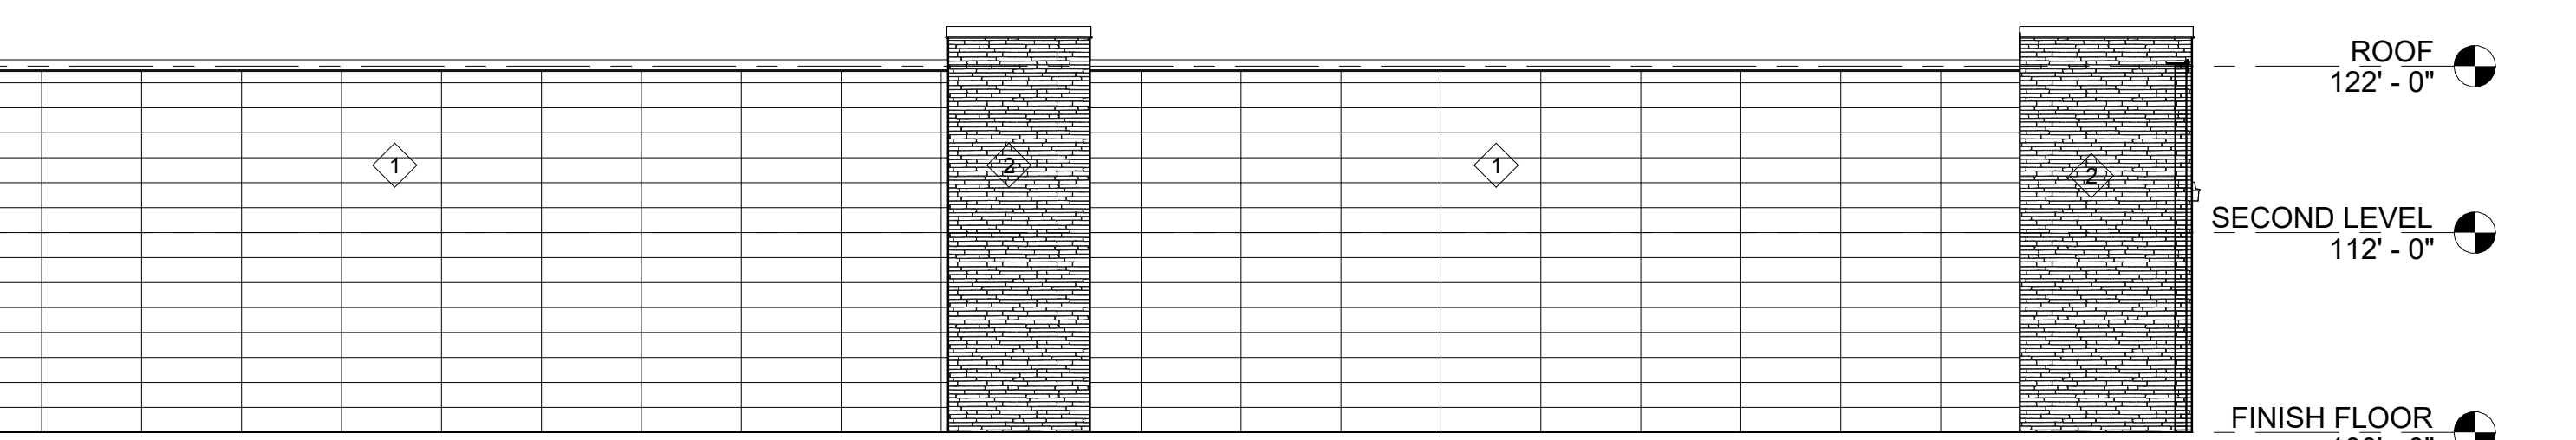 ROOF
122' - 0"
1
2
1
2
SECOND LEVEL
112' - 0"
FINISH FLOOR